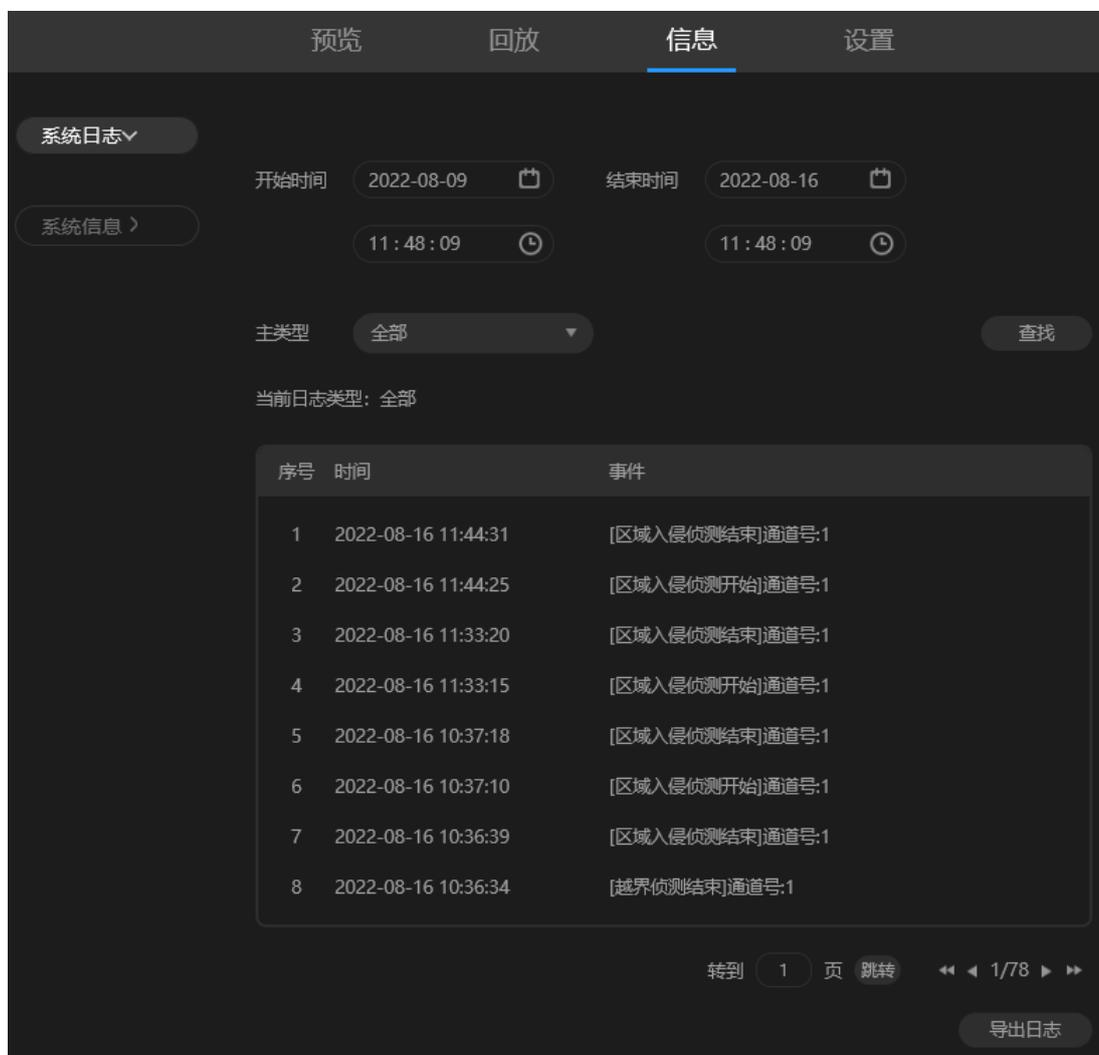 预览 回放 信息 设置
系统日志
开始时间 2022-08-09 结束时间 2022-08-16
系统信息
11 : 48 : 09 11 : 48 : 09
主类型 全部 查找
当前日志类型: 全部
序号 时间 事件
1 2022-08-16 11:44:31 [区域入侵侦测结束]通道号:1
2 2022-08-16 11:44:25 [区域入侵侦测开始]通道号:1
3 2022-08-16 11:33:20 [区域入侵侦测结束]通道号:1
4 2022-08-16 11:33:15 [区域入侵侦测开始]通道号:1
5 2022-08-16 10:37:18 [区域入侵侦测结束]通道号:1
6 2022-08-16 10:37:10 [区域入侵侦测开始]通道号:1
7 2022-08-16 10:36:39 [区域入侵侦测结束]通道号:1
8 2022-08-16 10:36:34 [越界侦测结束]通道号:1
转到 1 页 跳转 1/78
导出日志